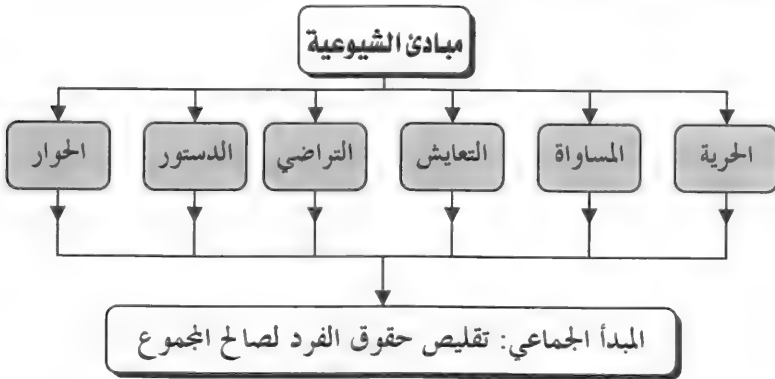 مبادئ الشيوعية
الحرية
المساواة
التعايش
التراضي
الدستور
الحوار
المبدأ الجماعي: تقليص حقوق الفرد لصالح المجموع